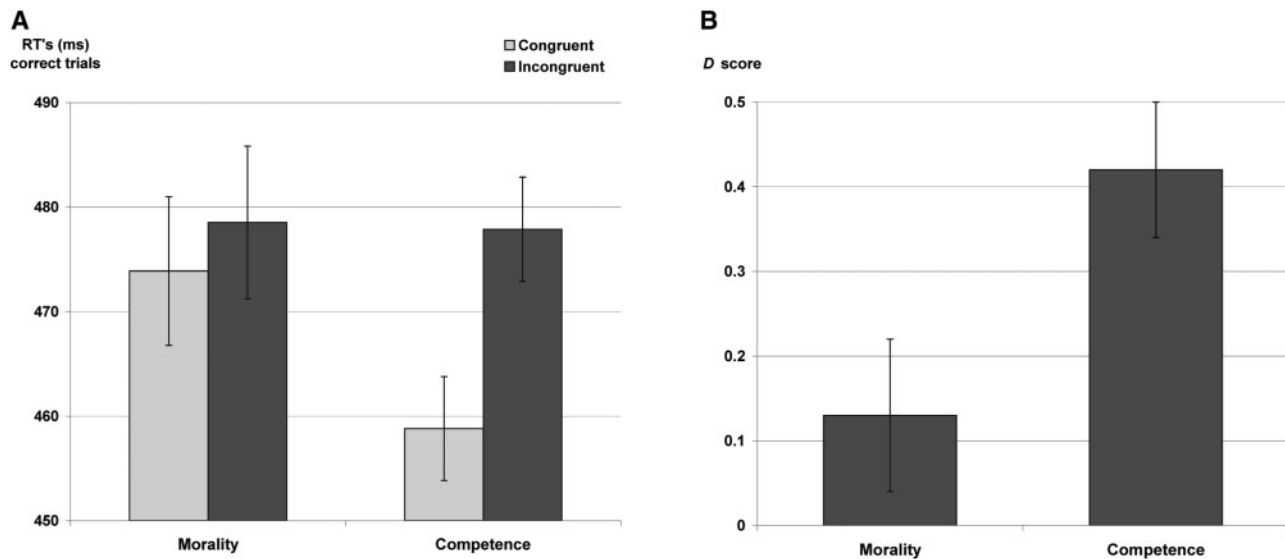 A
RT's (ms)
correct trials
Congruent
Incongruent
490
480
470
460
450
Morality
Competence
B
D score
0.5
0.4
0.3
0.2
0.1
0
Morality
Competence